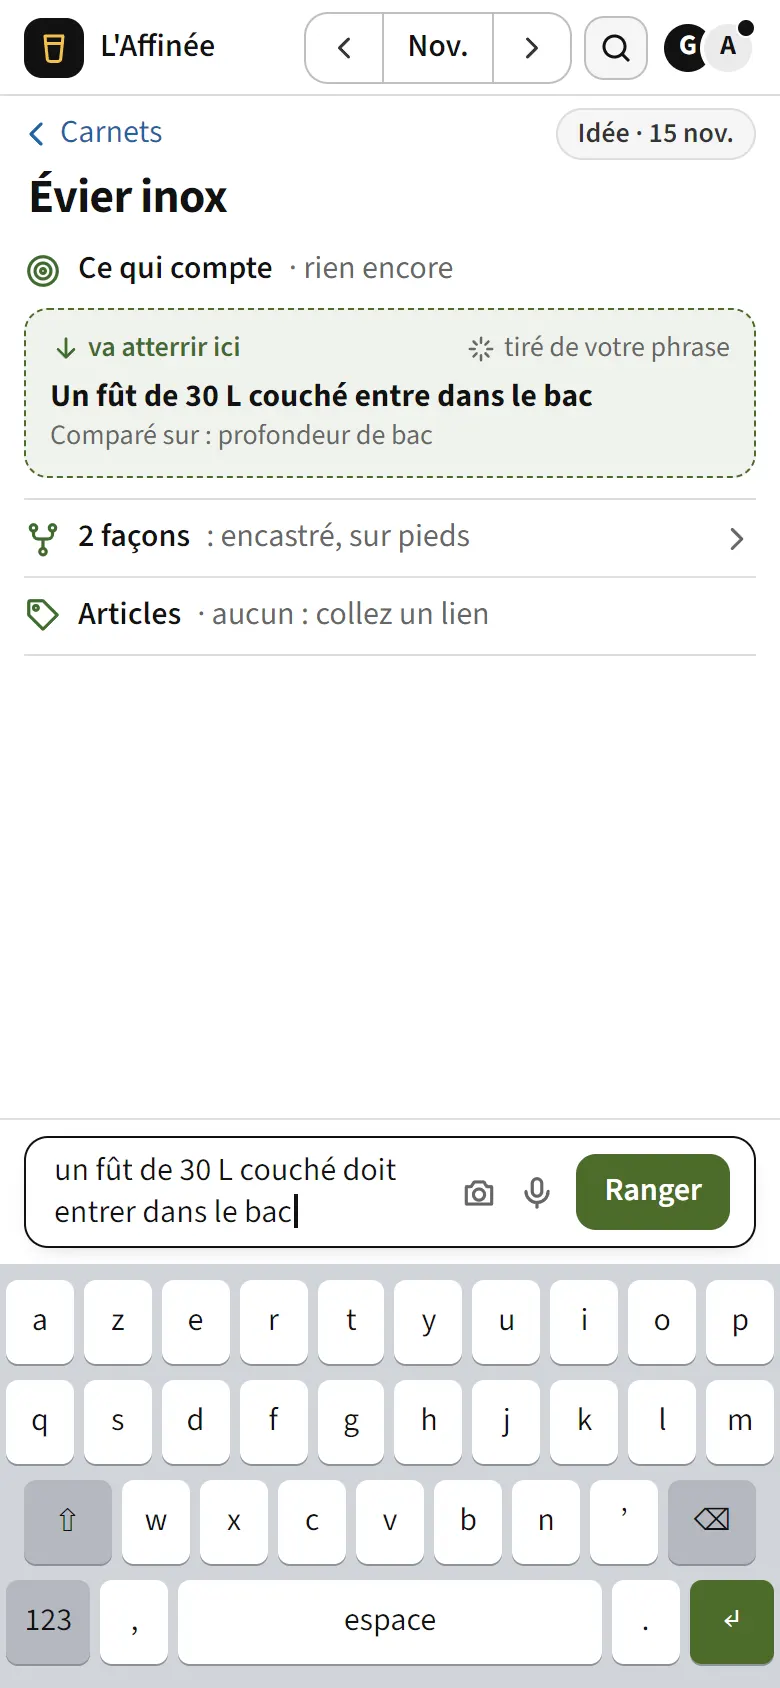 L'Affinée
Nov.
G
A
Carnets
Idée · 15 nov.
Évier inox
Ce qui compte · rien encore
va atterrir ici
tiré de votre phrase
Un fût de 30 L couché entre dans le bac
Comparé sur : profondeur de bac
2 façons : encastré, sur pieds
Articles · aucun : collez un lien
un fût de 30 L couché doit
entrer dans le bac
Ranger
a z e r t y u i o p
q s d f g h j k l m
⇧ w x c v b n ’ ⌫
123 , espace . ↵